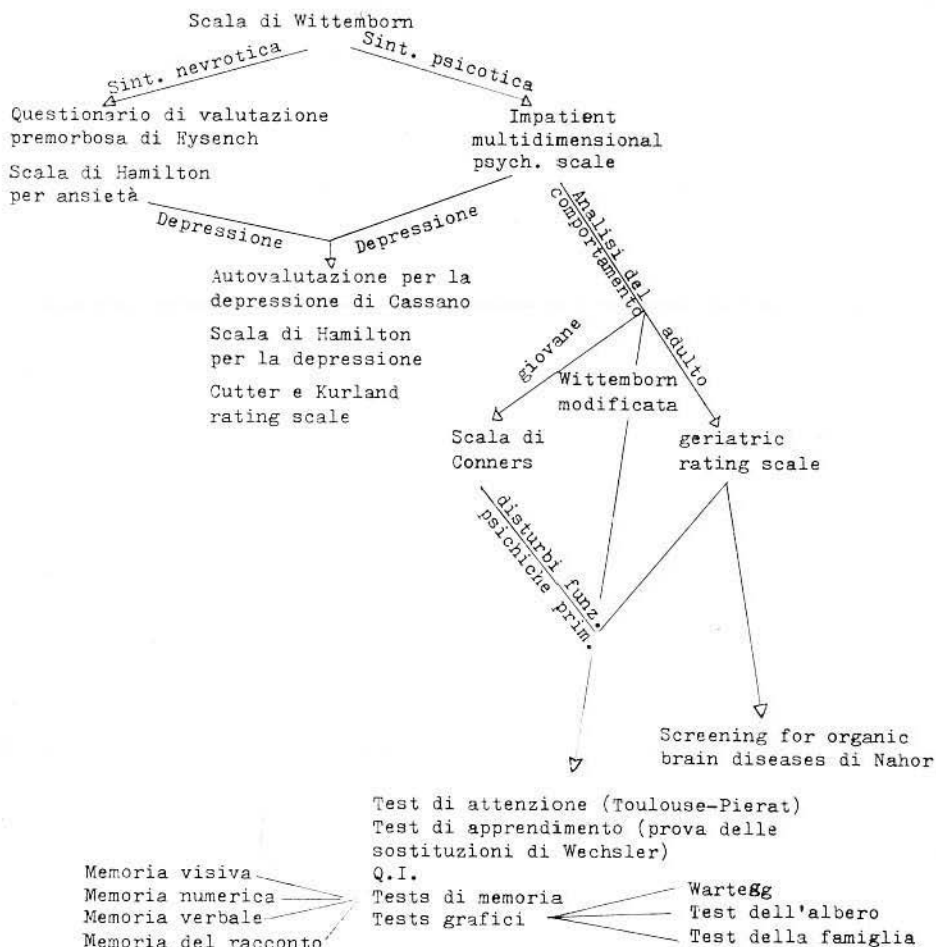 Scala di Wittemborn
Sint. nevrotica
Sint. psicotica
Questionario di valutazione
premorbosa di Eysench
Impatient
multidimensional
psych. scale
Scala di Hamilton
per ansietà
Depressione
Depressione
Analisi del
comportamento
Autovalutazione per la
depressione di Cassano
Scala di Hamilton
per la depressione
Cutter e Kurland
rating scale
giovane
adulto
Wittemborn
modificata
Scala di
Conners
geriatric
rating scale
disturbi funz.
psichiche prim.
Screening for organic
brain diseases di Nahor
Test di attenzione (Toulouse-Pierat)
Test di apprendimento (prova delle
sostituzioni di Wechsler)
Q.I.
Tests di memoria
Tests grafici
Memoria visiva
Memoria numerica
Memoria verbale
Memoria del racconto
Wartegg
Test dell'albero
Test della famiglia